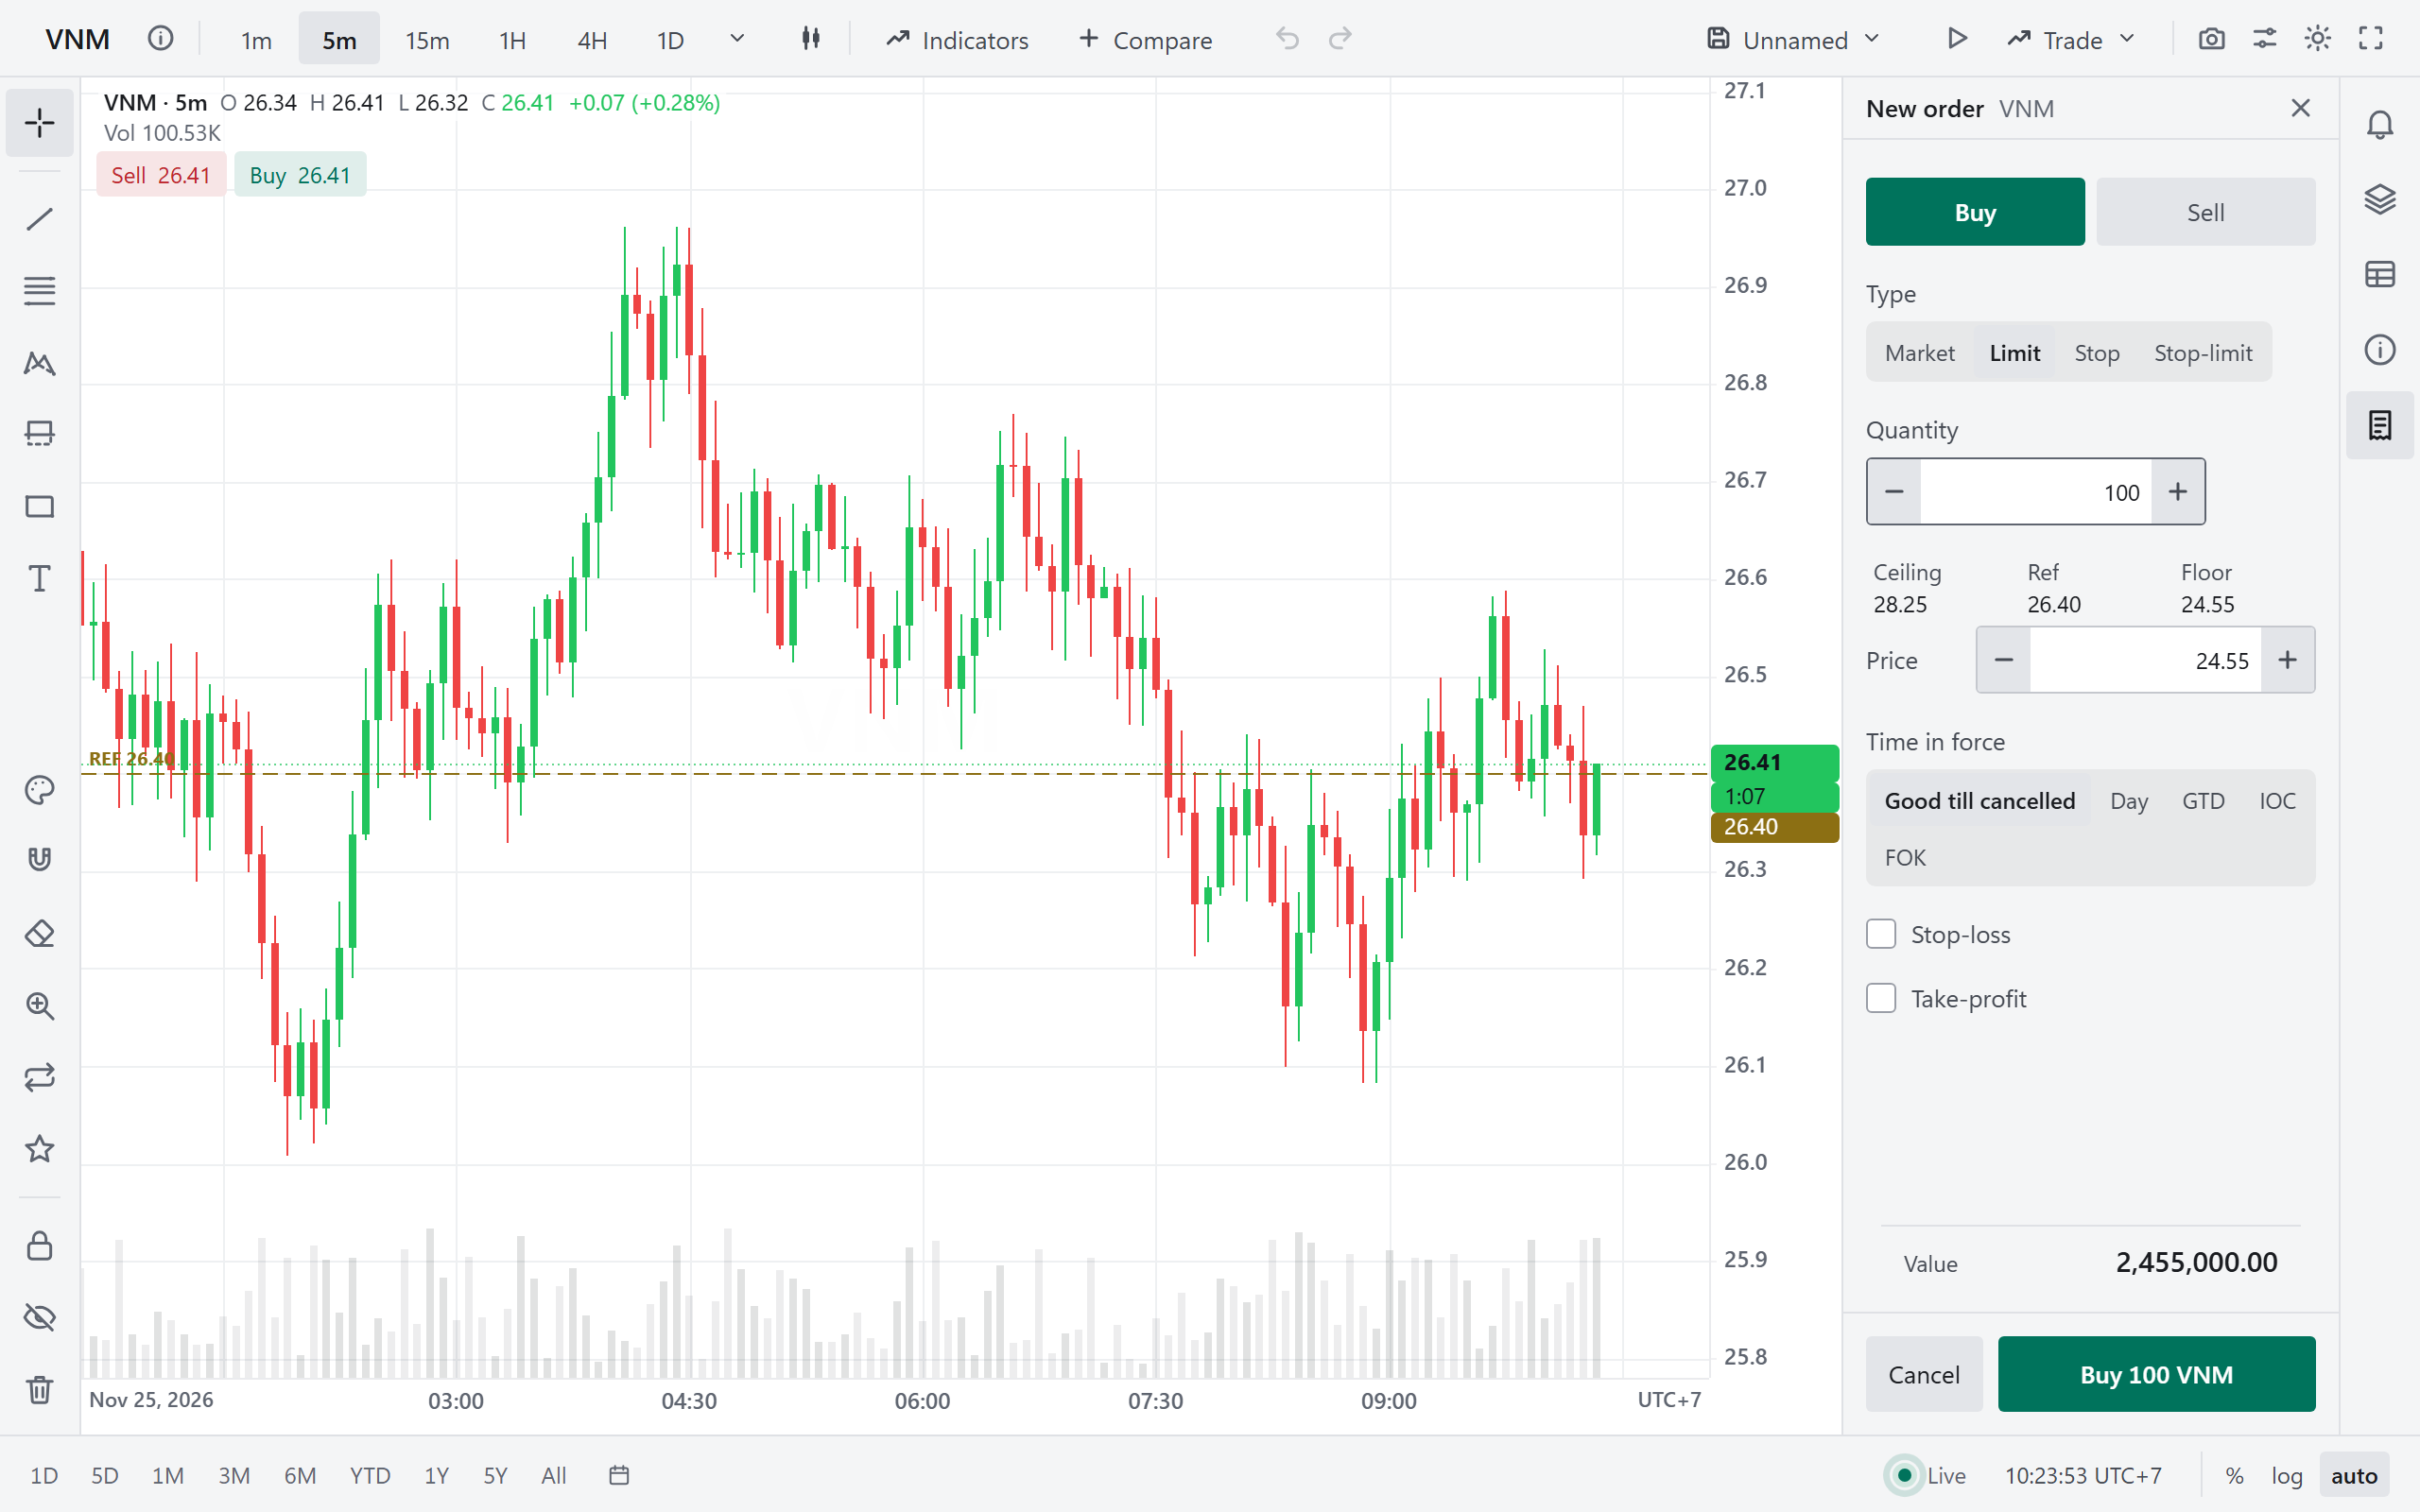 VNM 1m 5m 15m 1H 4H 1D Indicators Compare Unnamed Trade
VNM · 5m O 26.34 H 26.41 L 26.32 C 26.41 +0.07 (+0.28%)
Vol 100.53K
Sell 26.41 Buy 26.41
REF 26.40
27.1
27.0
26.9
26.8
26.7
26.6
26.5
26.41
1:07
26.40
26.3
26.2
26.1
26.0
25.9
25.8
Nov 25, 2026 03:00 04:30 06:00 07:30 09:00 UTC+7
New order VNM
Buy Sell
Type
Market Limit Stop Stop-limit
Quantity
100
Ceiling Ref Floor
28.25 26.40 24.55
Price 24.55
Time in force
Good till cancelled Day GTD IOC
FOK
Stop-loss
Take-profit
Value 2,455,000.00
Cancel Buy 100 VNM
1D 5D 1M 3M 6M YTD 1Y 5Y All Live 10:23:53 UTC+7 % log auto